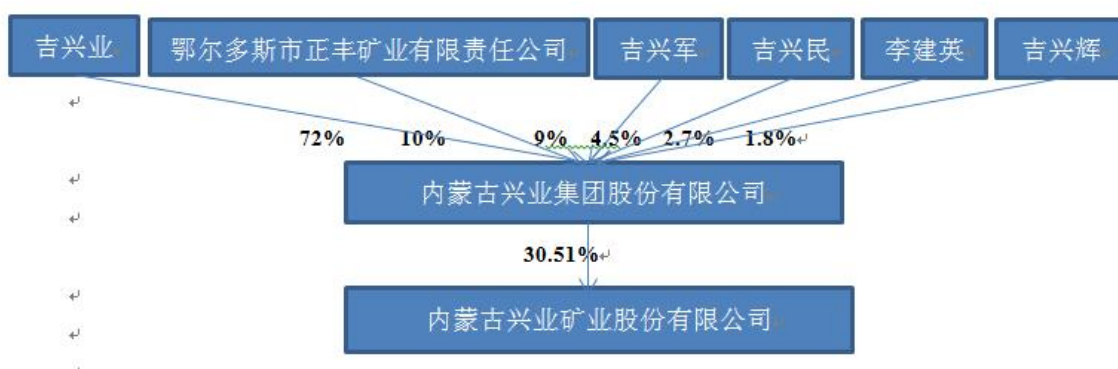 吉兴业
鄂尔多斯市正丰矿业有限责任公司
吉兴军
吉兴民
李建英
吉兴辉
72% 10% 9% 4.5% 2.7% 1.8%
内蒙古兴业集团股份有限公司
30.51%
内蒙古兴业矿业股份有限公司